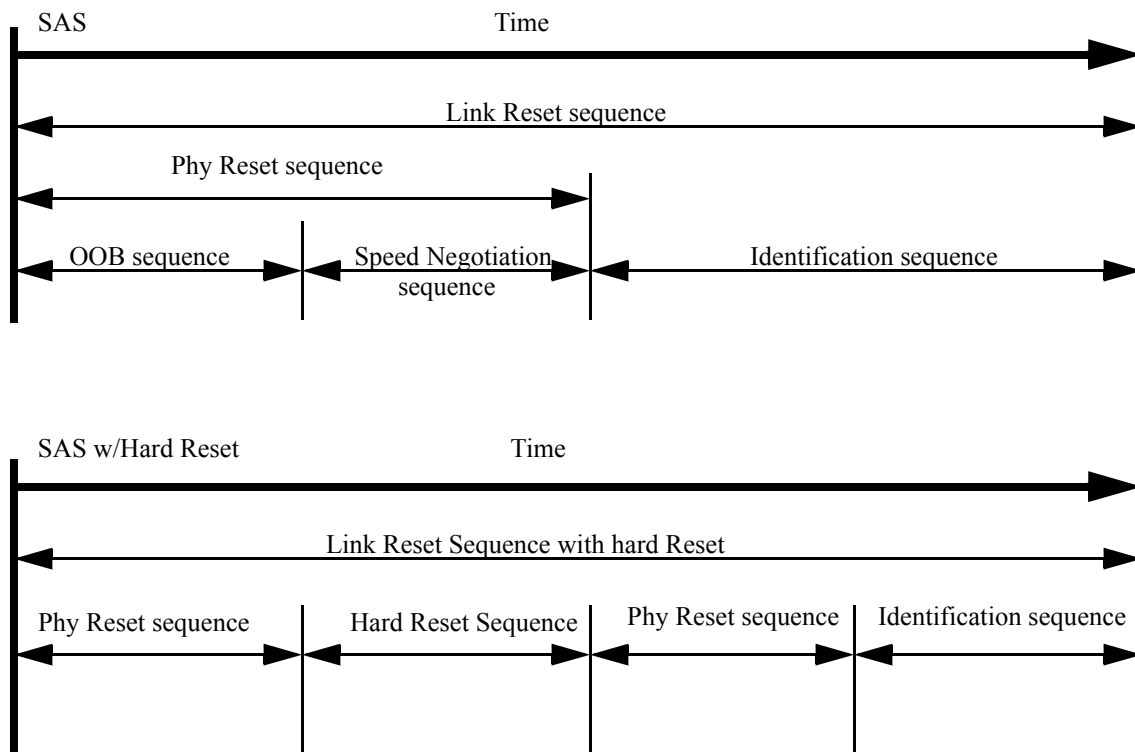 SAS Time
Link Reset sequence
Phy Reset sequence
OOB sequence Speed Negotiation sequence Identification sequence
SAS w/Hard Reset Time
Link Reset Sequence with hard Reset
Phy Reset sequence Hard Reset Sequence Phy Reset sequence Identification sequence